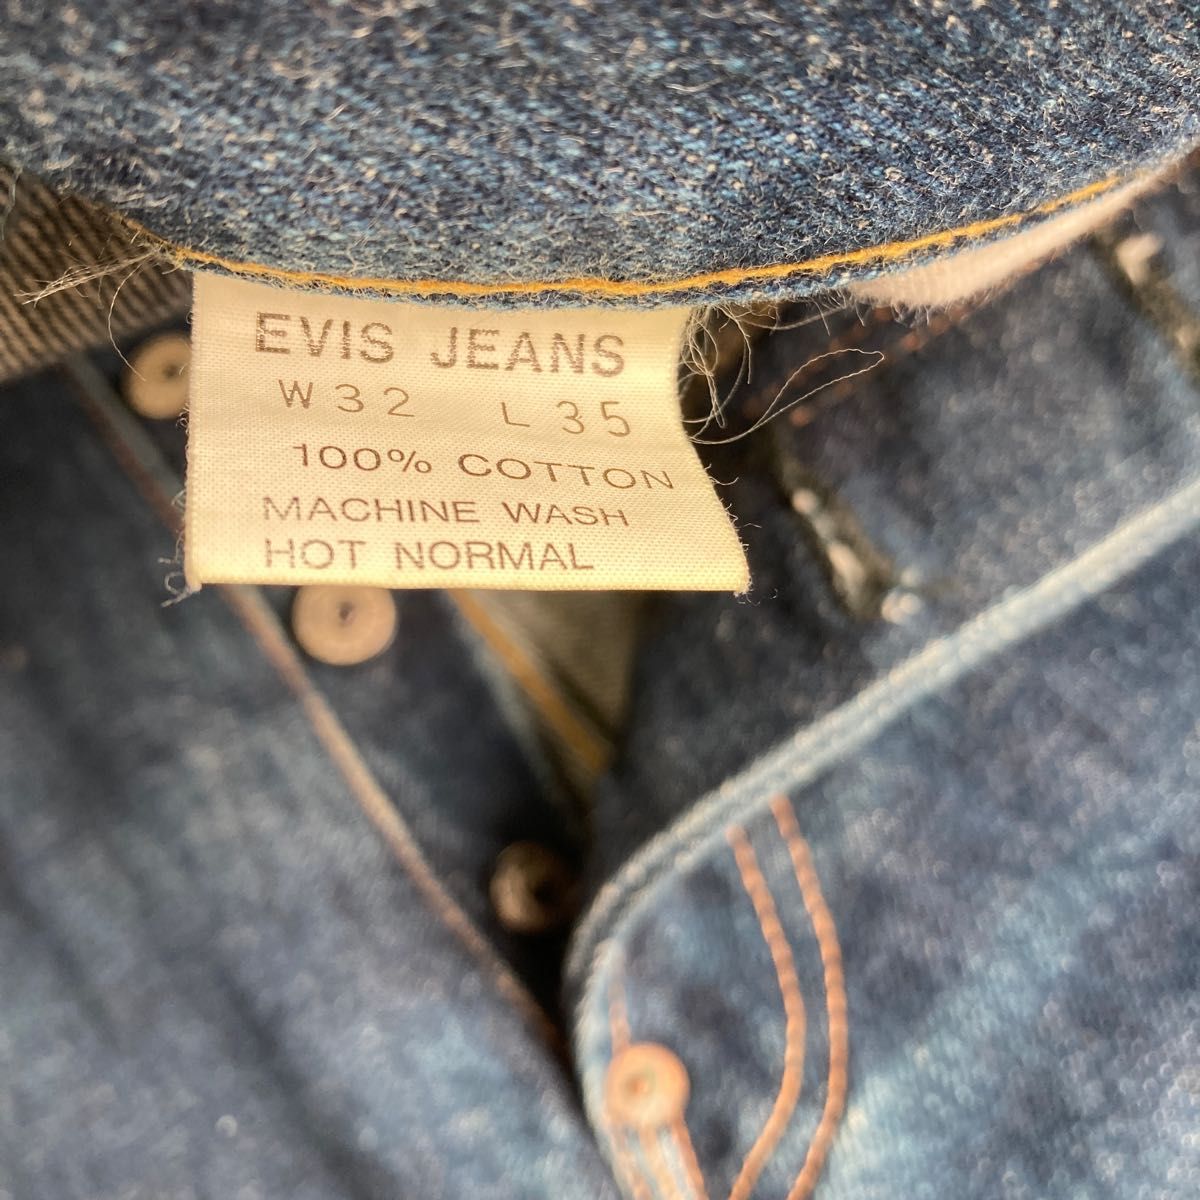 EVIS JEANS
W32 L35
100% COTTON
MACHINE WASH
HOT NORMAL